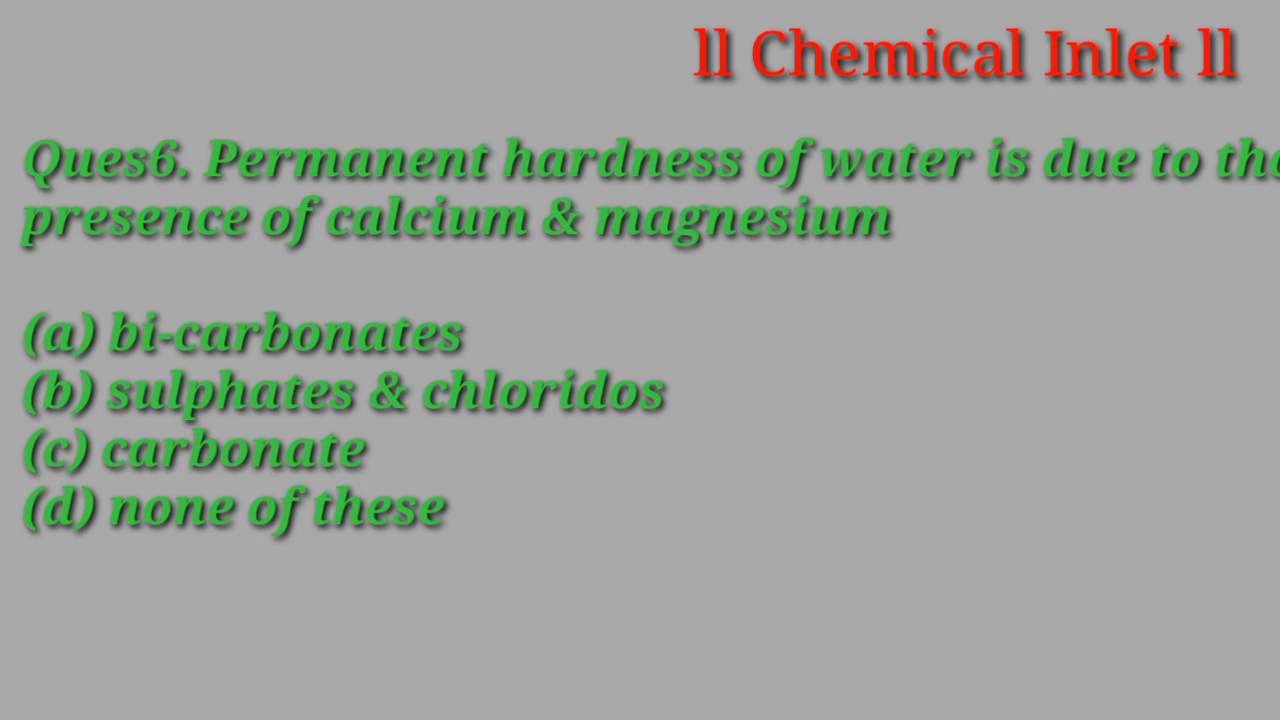 ll Chemical Inlet ll
Ques6. Permanent hardness of water is due to the
presence of calcium & magnesium
(a) bi-carbonates
(b) sulphates & chloridos
(c) carbonate
(d) none of these